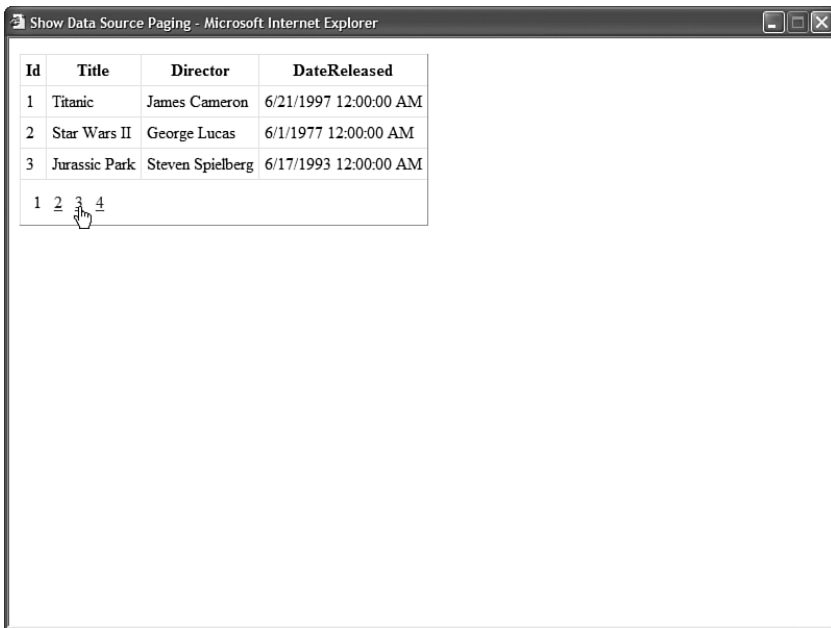 Show Data Source Paging - Microsoft Internet Explorer
Id Title Director DateReleased
1 Titanic James Cameron 6/21/1997 12:00:00 AM
2 Star Wars II George Lucas 6/1/1977 12:00:00 AM
3 Jurassic Park Steven Spielberg 6/17/1993 12:00:00 AM
1 2 3 4